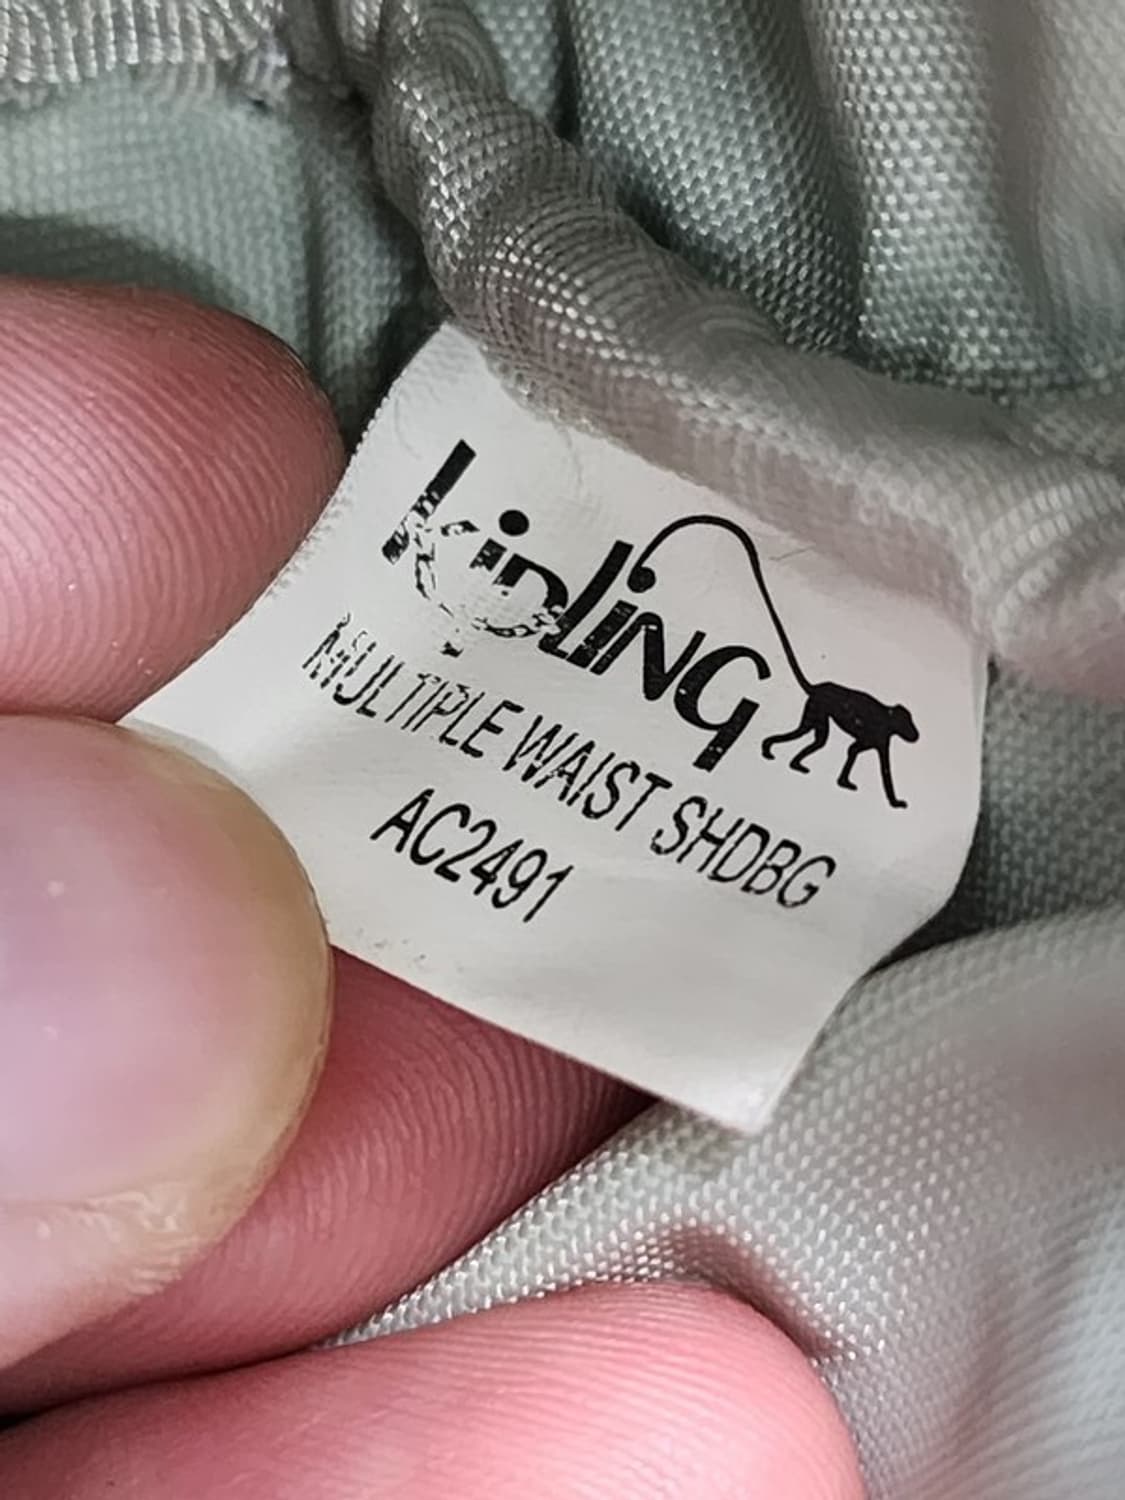 kipling
MULTIPLE WAIST SHDBG
AC2491